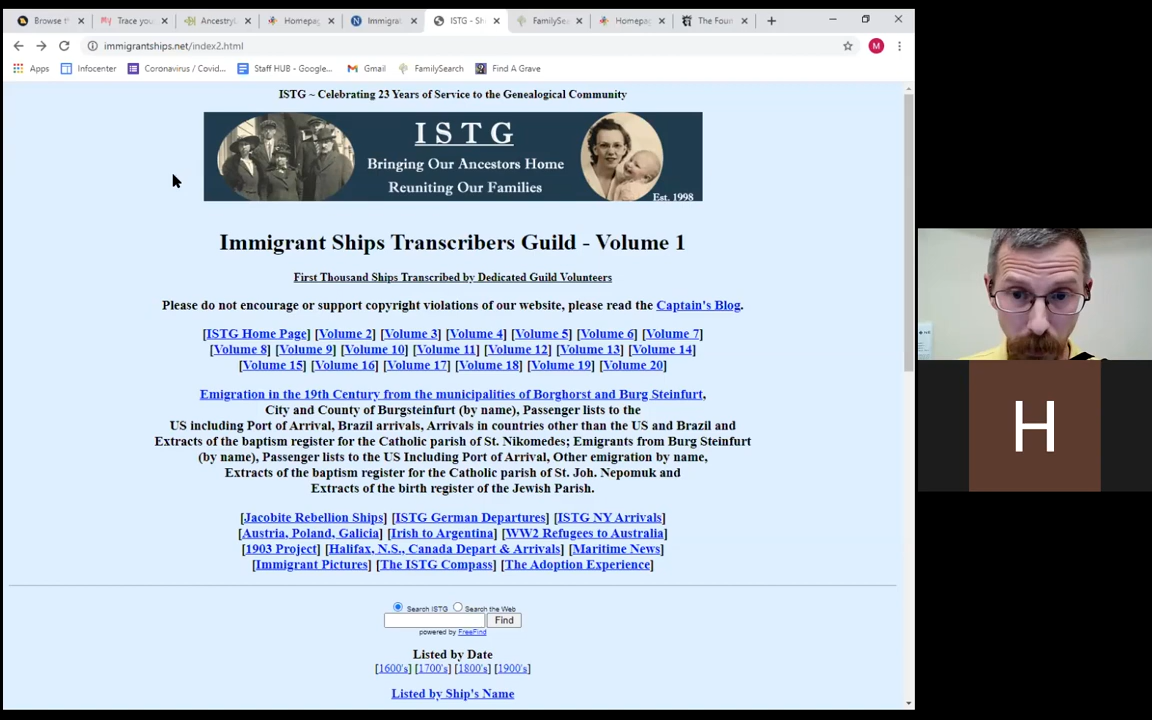 Browse th
Trace your
Ancestry
Homepag
Immigrat
ISTG - Sh
FamilySea
Homepag
The Foun
immigrantships.net/index2.html
M
Apps
Infocenter
Coronavirus / Covid...
Staff HUB - Google...
Gmail
FamilySearch
Find A Grave
ISTG ~ Celebrating 23 Years of Service to the Genealogical Community
I S T G
Bringing Our Ancestors Home
Reuniting Our Families
Est. 1998
Immigrant Ships Transcribers Guild - Volume 1
First Thousand Ships Transcribed by Dedicated Guild Volunteers
Please do not encourage or support copyright violations of our website, please read the Captain's Blog.
[ISTG Home Page] [Volume 2] [Volume 3] [Volume 4] [Volume 5] [Volume 6] [Volume 7]
[Volume 8] [Volume 9] [Volume 10] [Volume 11] [Volume 12] [Volume 13] [Volume 14]
[Volume 15] [Volume 16] [Volume 17] [Volume 18] [Volume 19] [Volume 20]
Emigration in the 19th Century from the municipalities of Borghorst and Burg Steinfurt,
City and County of Burgsteinfurt (by name), Passenger lists to the
US including Port of Arrival, Brazil arrivals, Arrivals in countries other than the US and Brazil and
Extracts of the baptism register for the Catholic parish of St. Nikomedes; Emigrants from Burg Steinfurt
(by name), Passenger lists to the US Including Port of Arrival, Other emigration by name,
Extracts of the baptism register for the Catholic parish of St. Joh. Nepomuk and
Extracts of the birth register of the Jewish Parish.
[Jacobite Rebellion Ships] [ISTG German Departures] [ISTG NY Arrivals]
[Austria, Poland, Galicia] [Irish to Argentina] [WW2 Refugees to Australia]
[1903 Project] [Halifax, N.S., Canada Depart & Arrivals] [Maritime News]
[Immigrant Pictures] [The ISTG Compass] [The Adoption Experience]
Search ISTG Search the Web
Find
powered by FreeFind
Listed by Date
[1600's] [1700's] [1800's] [1900's]
Listed by Ship's Name
H